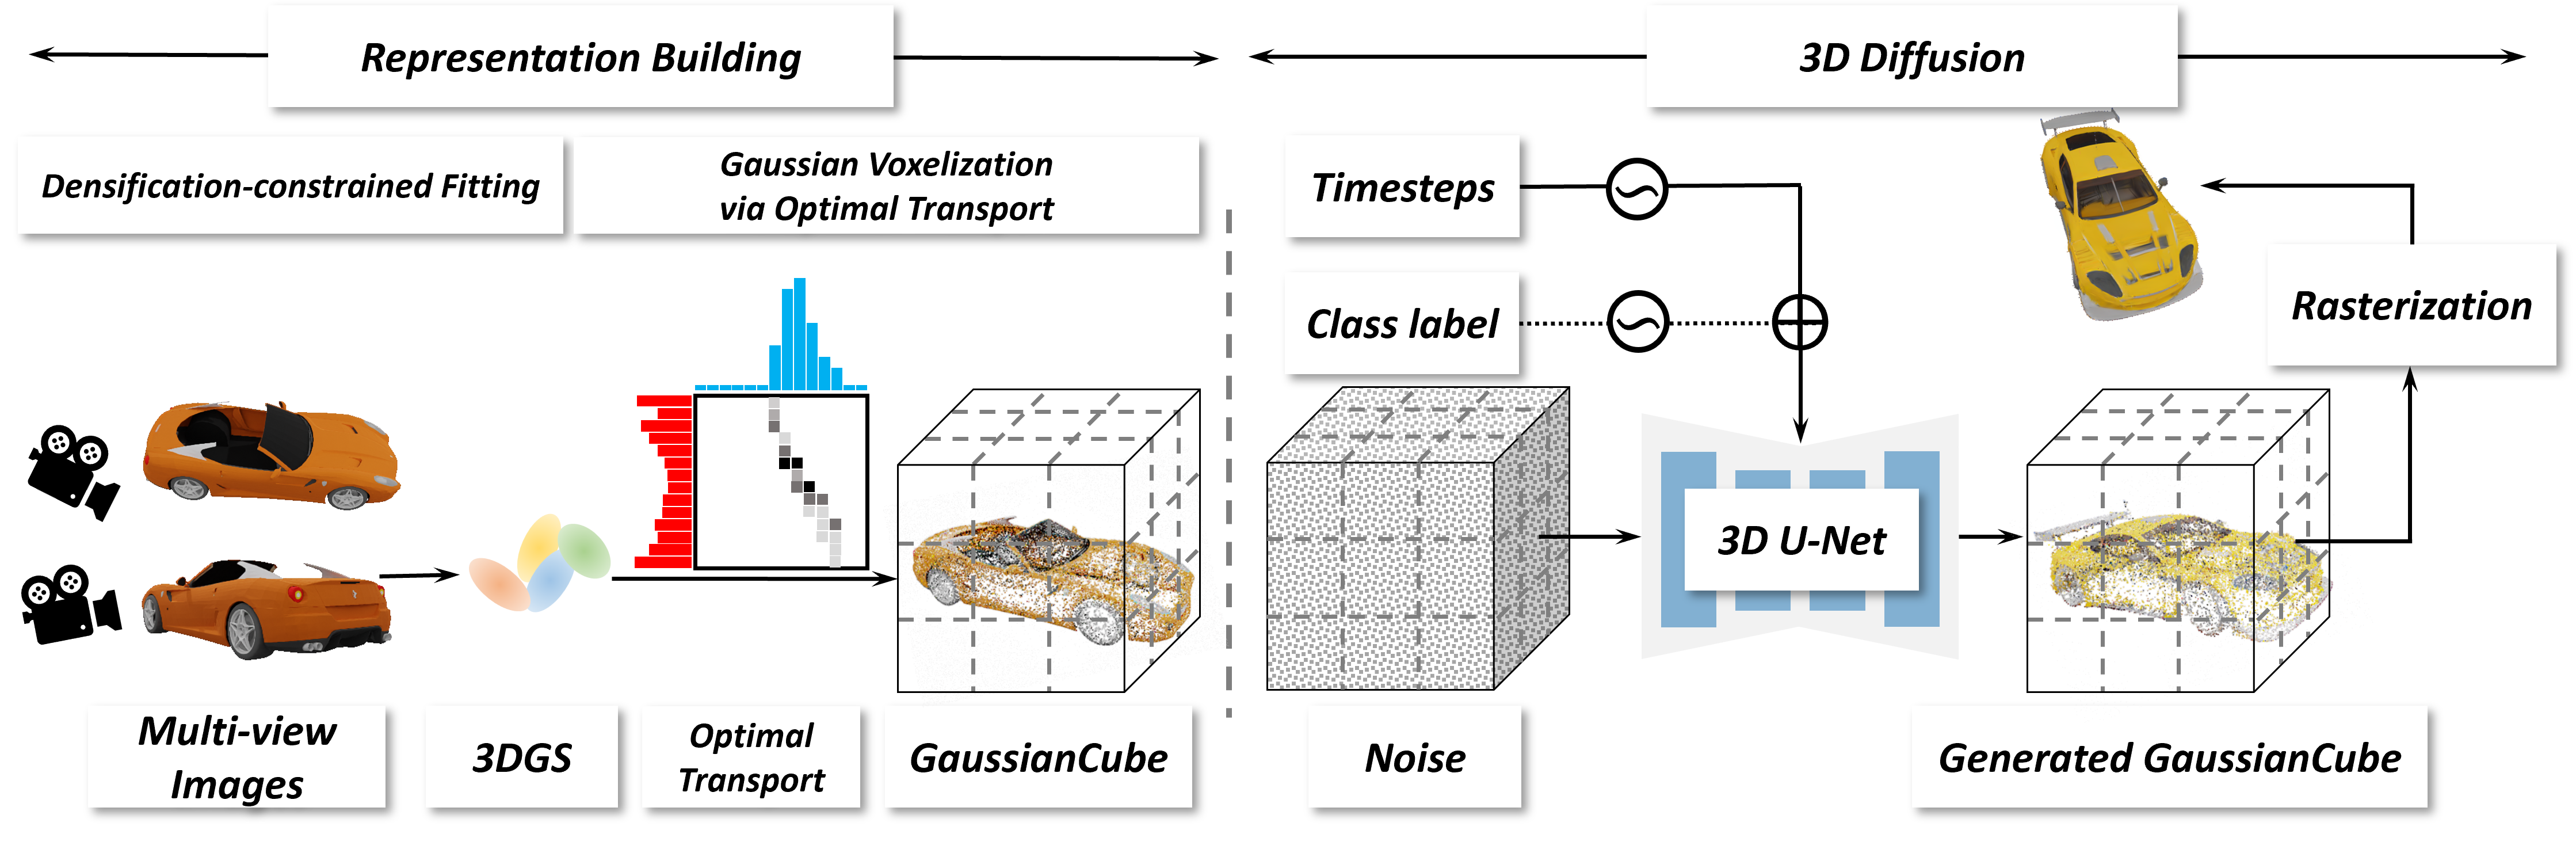 Representation Building
3D Diffusion
Densification-constrained Fitting
Gaussian Voxelization
via Optimal Transport
Timesteps
Class label
Rasterization
3D U-Net
Multi-view
Images
3DGS
Optimal
Transport
GaussianCube
Noise
Generated GaussianCube